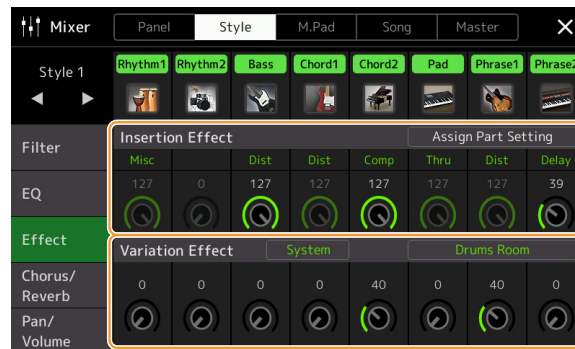 Mixer Panel Style M.Pad Song Master ×
Style 1 Rhythm1 Rhythm2 Bass Chord1 Chord2 Pad Phrase1 Phrase2
Filter
EQ
Effect
Chorus/
Reverb
Pan/
Volume
Insertion Effect Assign Part Setting
Misc Dist Dist Comp Thru Dist Delay
127 0 127 127 127 127 127 39
Variation Effect System Drums Room
0 0 0 0 40 0 40 0